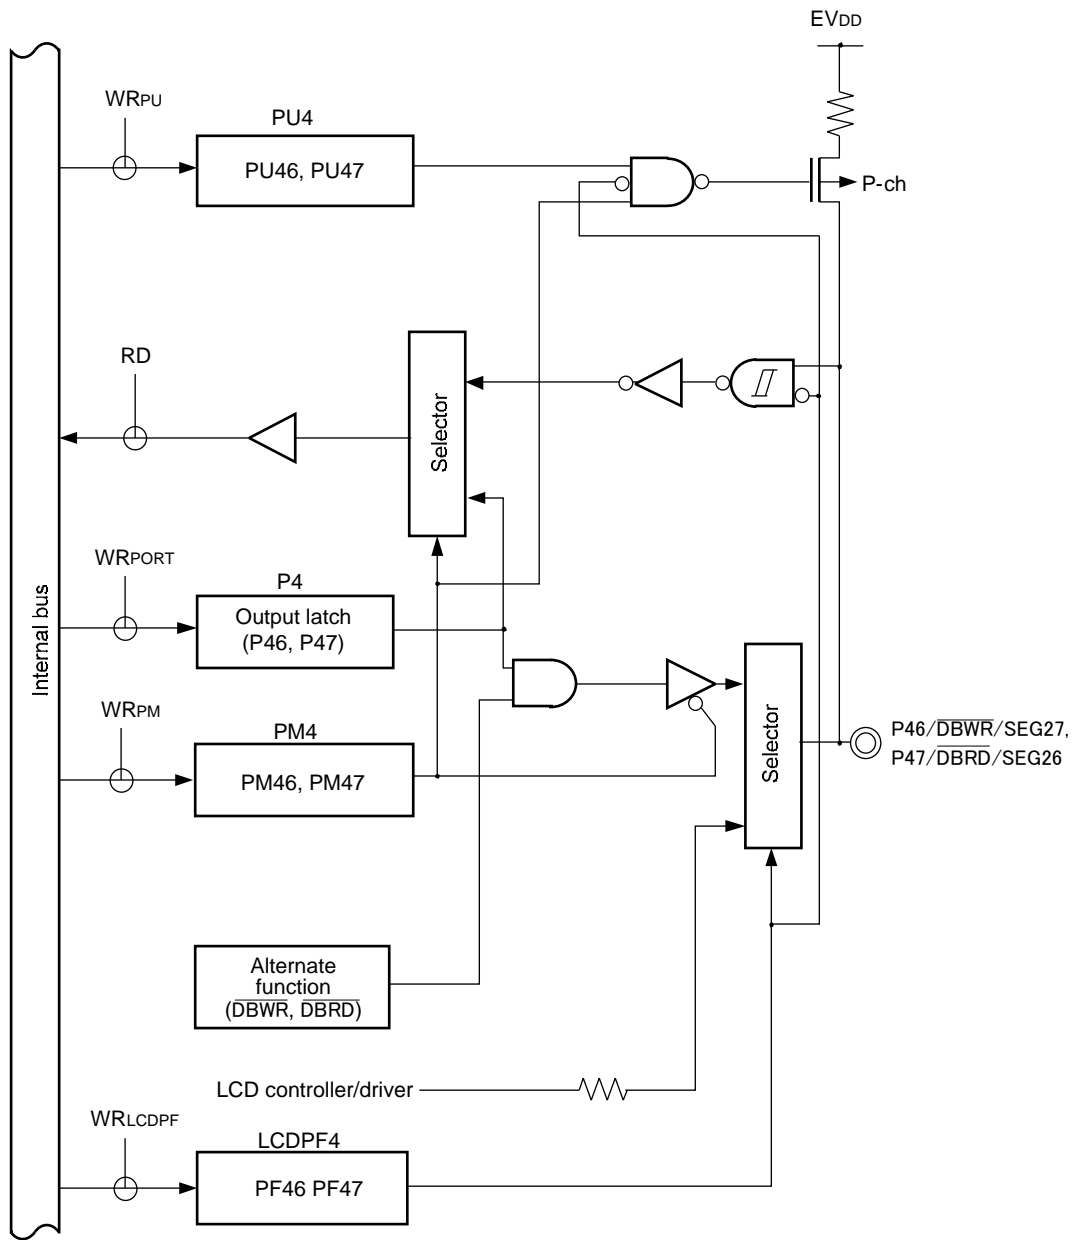 EVDD
WRPU
PU4
PU46, PU47
P-ch
RD
Selector
WRPORT
P4
Output latch
(P46, P47)
Internal bus
WRPM
PM4
PM46, PM47
Selector
P46/DBWR/SEG27,
P47/DBRD/SEG26
Alternate
function
(DBWR, DBRD)
LCD controller/driver
WRLCDPF
LCDPF4
PF46 PF47